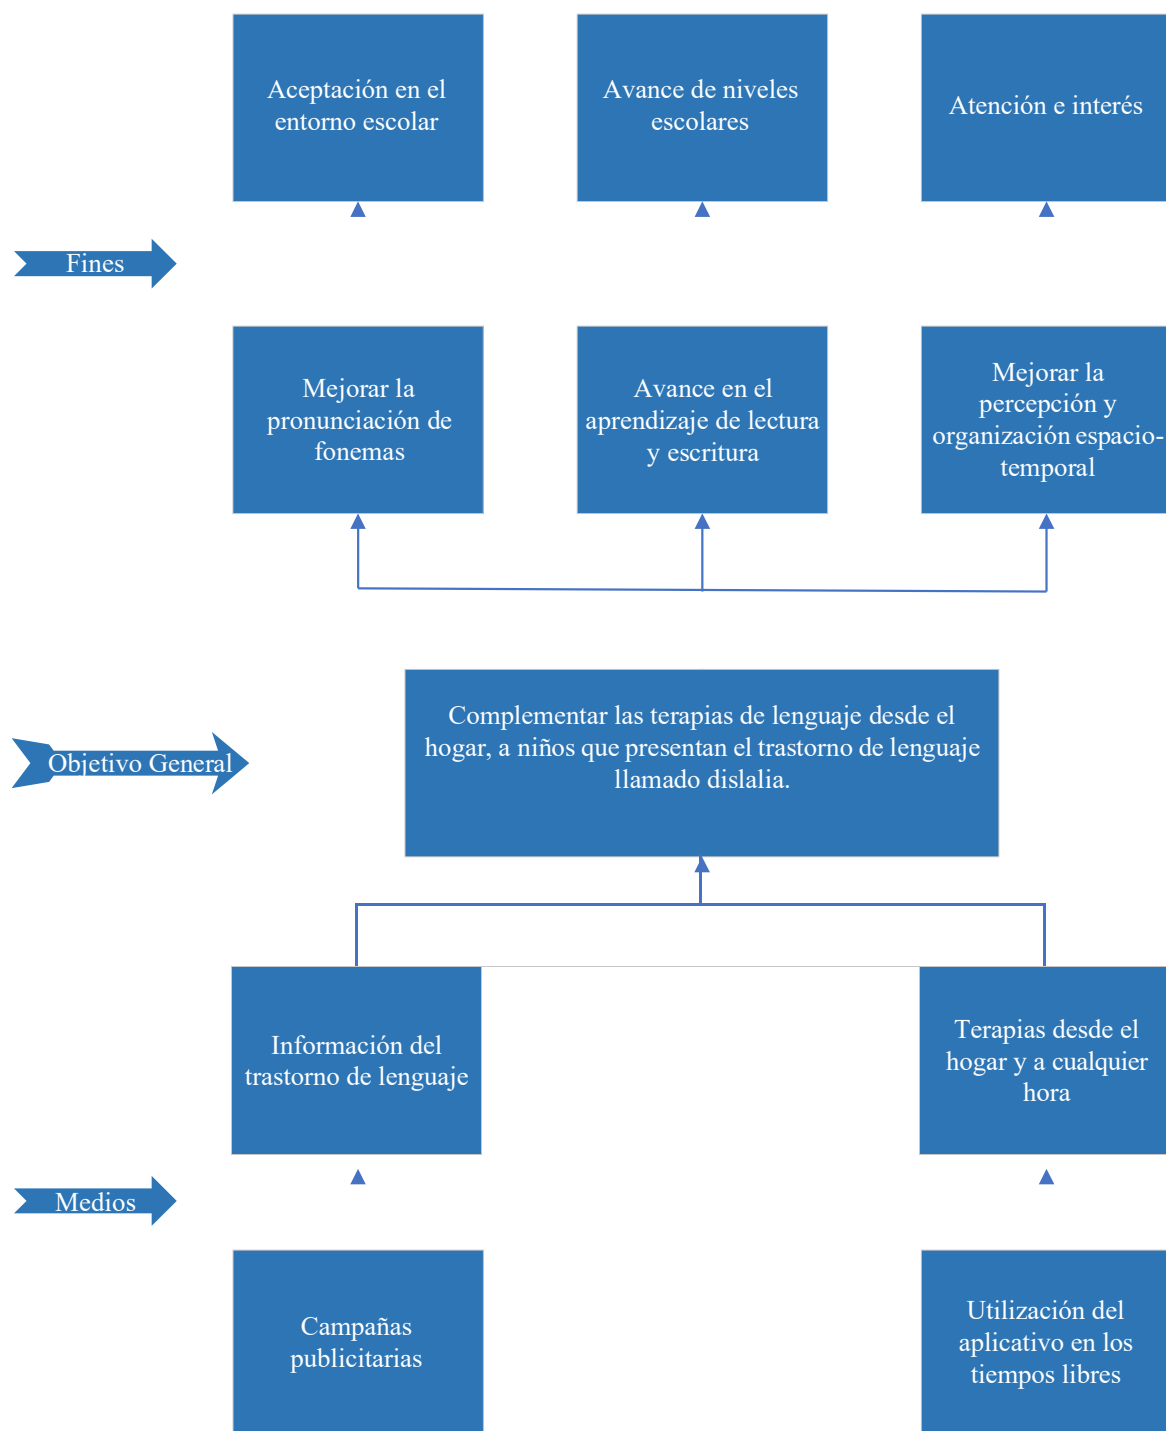 Aceptación en el
entorno escolar
Avance de niveles
escolares
Atención e interés
Fines
Mejorar la
pronunciación de
fonemas
Avance en el
aprendizaje de lectura
y escritura
Mejorar la
percepción y
organización espacio-
temporal
Complementar las terapias de lenguaje desde el
hogar, a niños que presentan el trastorno de lenguaje
llamado dislalia.
Objetivo General
Información del
trastorno de lenguaje
Terapias desde el
hogar y a cualquier
hora
Medios
Campañas
publicitarias
Utilización del
aplicativo en los
tiempos libres